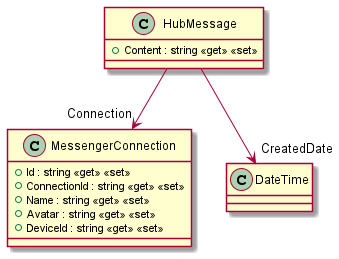 C HubMessage
Content : string «get» «set»
Connection
CreatedDate
C MessengerConnection
Id : string «get» «set»
ConnectionId : string «get» «set»
Name : string «get» «set»
Avatar : string «get» «set»
DeviceId : string «get» «set»
C DateTime